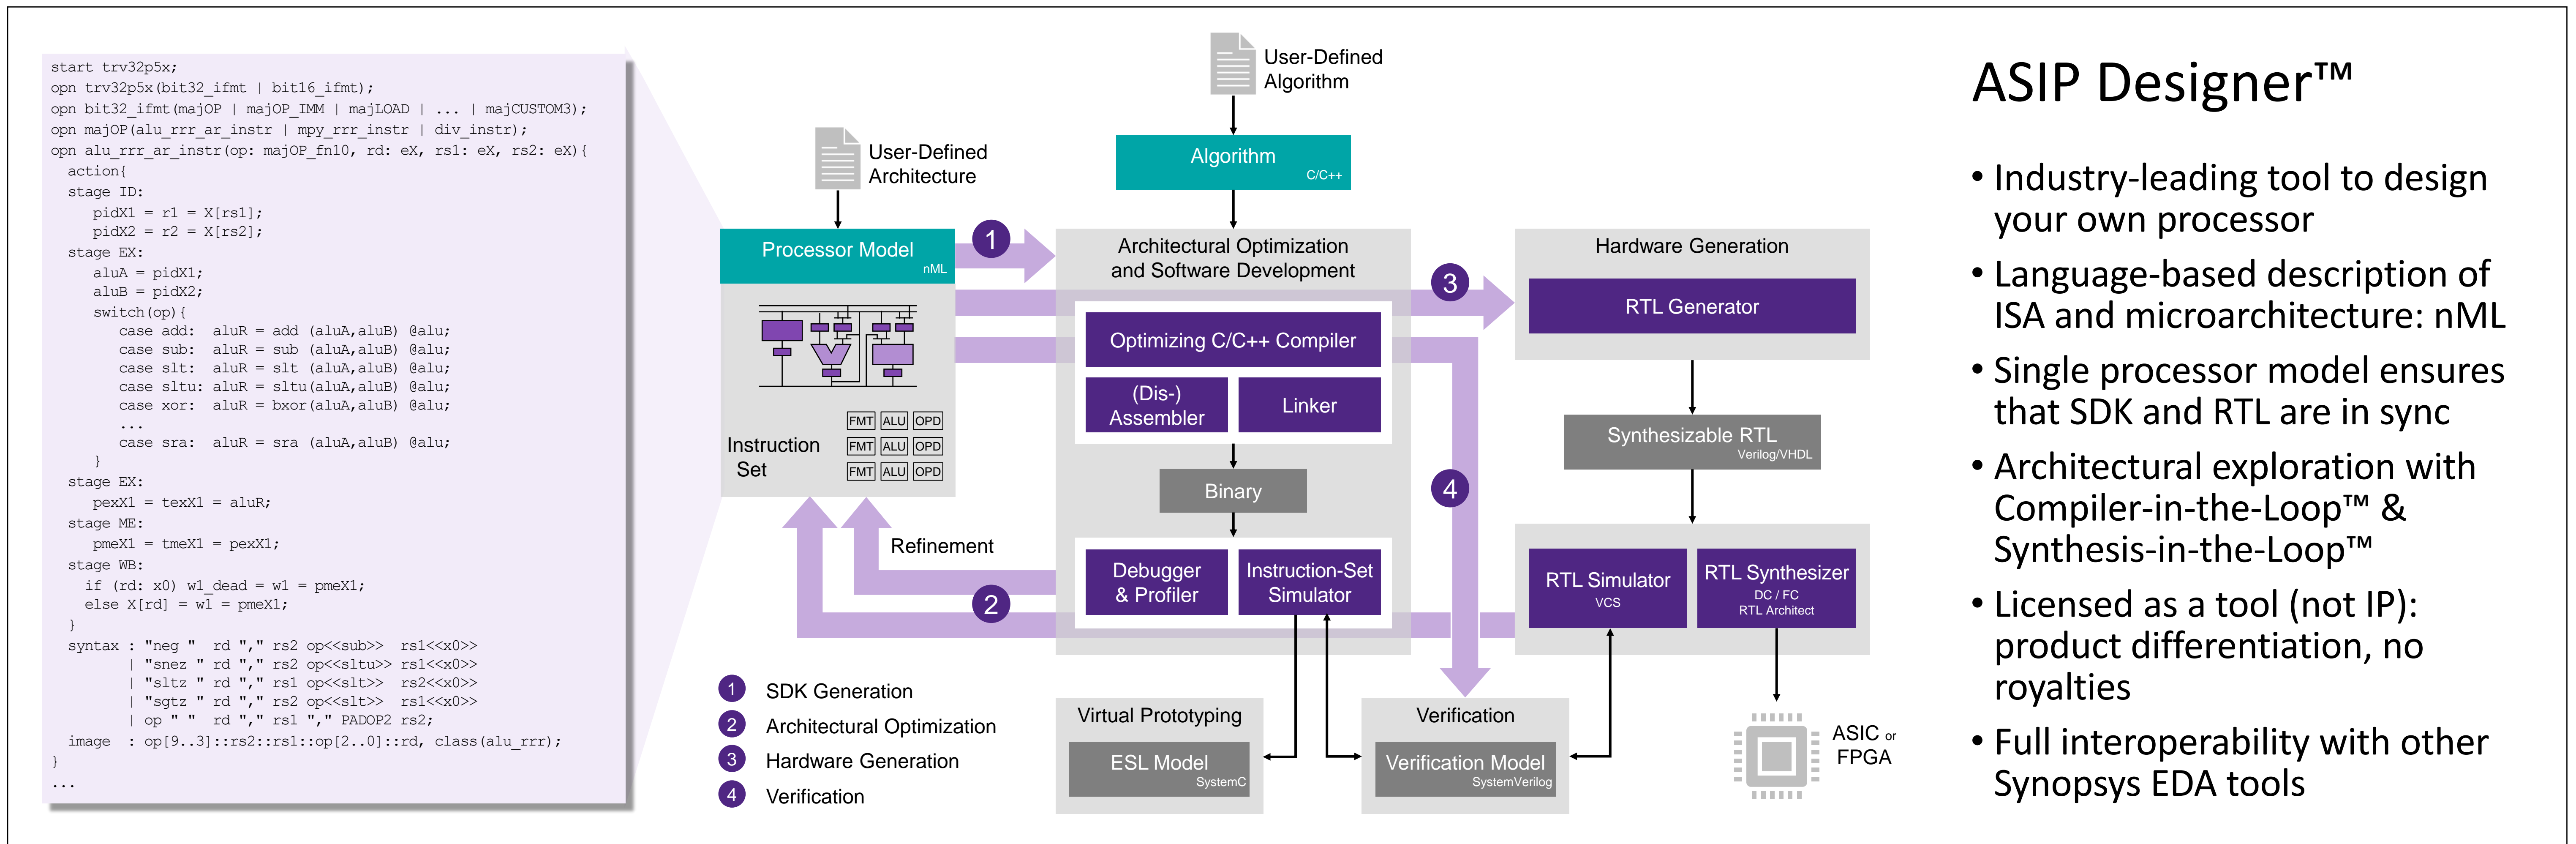 start trv32p5x;
opn trv32p5x(bit32_ifmt | bit16_ifmt);
opn bit32_ifmt(majOP | majOP_IMM | majLOAD | ... | majCUSTOM3);
opn majOP(alu_rrr_ar_instr | mpy_rrr_instr | div_instr);
opn alu_rrr_ar_instr(op: majOP_fn10, rd: eX, rs1: eX, rs2: eX){
  action{
  stage ID:
     pidX1 = r1 = X[rs1];
     pidX2 = r2 = X[rs2];
  stage EX:
     aluA = pidX1;
     aluB = pidX2;
     switch(op){
        case add:  aluR = add (aluA,aluB) @alu;
        case sub:  aluR = sub (aluA,aluB) @alu;
        case slt:  aluR = slt (aluA,aluB) @alu;
        case sltu: aluR = sltu(aluA,aluB) @alu;
        case xor:  aluR = bxor(aluA,aluB) @alu;
        ...
        case sra:  aluR = sra (aluA,aluB) @alu;
     }
  stage EX:
     pexX1 = texX1 = aluR;
  stage ME:
     pmeX1 = tmeX1 = pexX1;
  stage WB:
    if (rd: x0) w1_dead = w1 = pmeX1;
    else X[rd] = w1 = pmeX1;
  }
  syntax : "neg "  rd "," rs2 op<<sub>>  rs1<<x0>>
         | "snez " rd "," rs2 op<<sltu>> rs1<<x0>>
         | "sltz " rd "," rs1 op<<slt>>  rs2<<x0>>
         | "sgtz " rd "," rs2 op<<slt>>  rs1<<x0>>
         | op " "  rd "," rs1 "," PADOP2 rs2;
  image  : op[9..3]::rs2::rs1::op[2..0]::rd, class(alu_rrr);
}
...
User-Defined
Architecture
Processor Model
nML
Instruction
Set
FMT ALU OPD
FMT ALU OPD
FMT ALU OPD
User-Defined
Algorithm
Algorithm
C/C++
1
Architectural Optimization
and Software Development
Optimizing C/C++ Compiler
(Dis-)
Assembler
Linker
Binary
Debugger
& Profiler
Instruction-Set
Simulator
Refinement
2
3
4
Hardware Generation
RTL Generator
Synthesizable RTL
Verilog/VHDL
RTL Simulator
VCS
RTL Synthesizer
DC / FC
RTL Architect
1 SDK Generation
2 Architectural Optimization
3 Hardware Generation
4 Verification
Virtual Prototyping
ESL Model
SystemC
Verification
Verification Model
SystemVerilog
ASIC or
FPGA
ASIP Designer™
• Industry-leading tool to design
your own processor
• Language-based description of
ISA and microarchitecture: nML
• Single processor model ensures
that SDK and RTL are in sync
• Architectural exploration with
Compiler-in-the-Loop™ &
Synthesis-in-the-Loop™
• Licensed as a tool (not IP):
product differentiation, no
royalties
• Full interoperability with other
Synopsys EDA tools